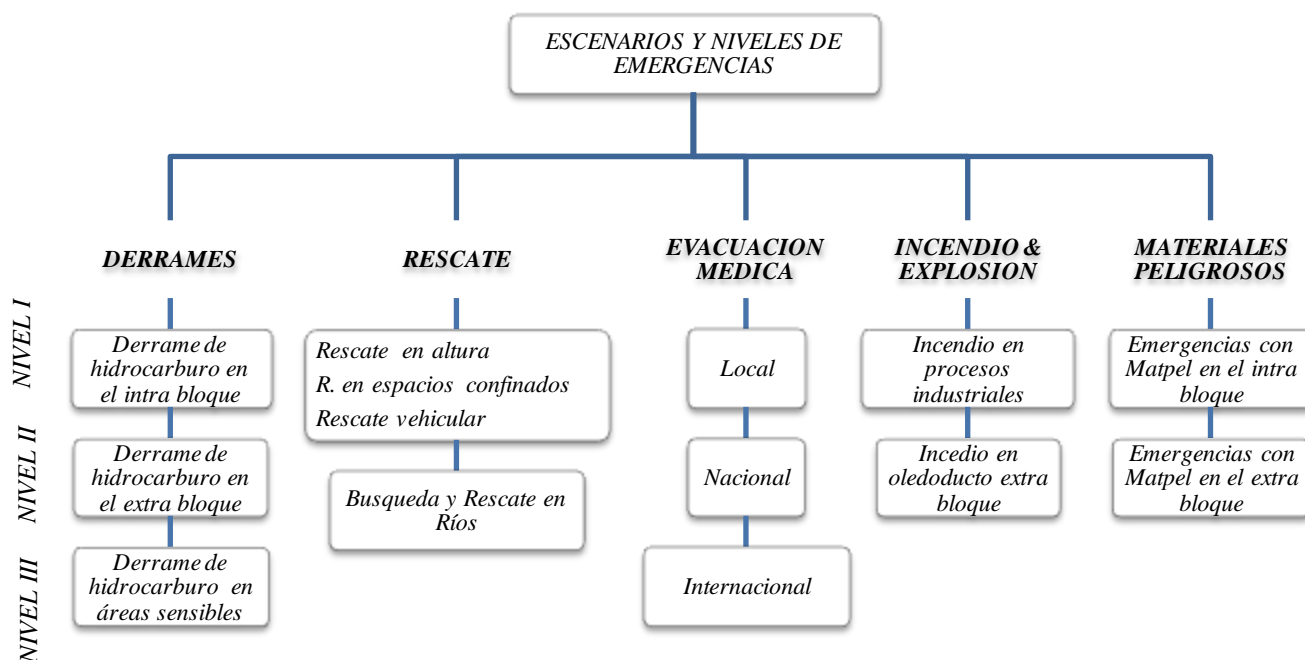 ESCENARIOS Y NIVELES DE
EMERGENCIAS
DERRAMES
RESCATE
EVACUACION
MEDICA
INCENDIO &
EXPLOSION
MATERIALES
PELIGROSOS
NIVEL I
Derrame de
hidrocarburo en
el intra bloque
Rescate en altura
R. en espacios confinados
Rescate vehicular
Local
Incendio en
procesos
industriales
Emergencias con
Matpel en el intra
bloque
NIVEL II
Derrame de
hidrocarburo en
el extra bloque
Busqueda y Rescate en
Ríos
Nacional
Incedio en
oledoducto extra
bloque
Emergencias con
Matpel en el extra
bloque
NIVEL III
Derrame de
hidrocarburo en
áreas sensibles
Internacional